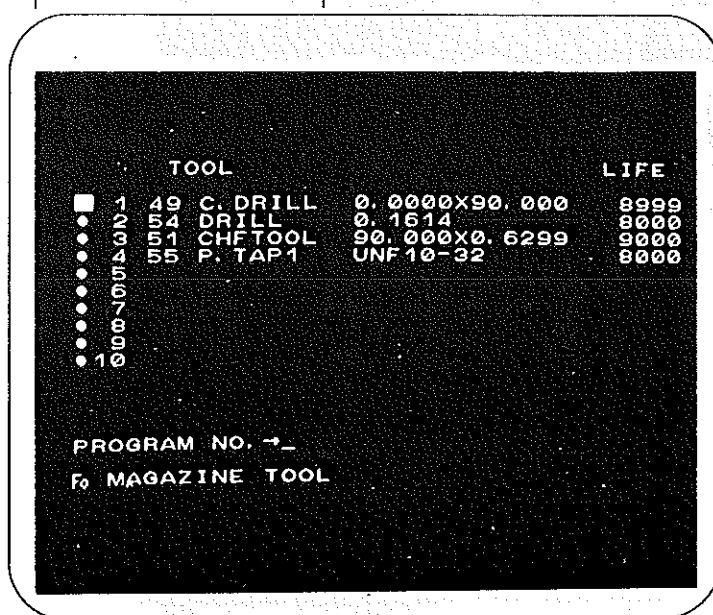 TOOL LIFE
1 49 C. DRILL 0. 0000X90. 000 8999
2 54 DRILL 0. 1614 8000
3 51 CHFTOOL 90. 000X0. 6299 9000
4 55 P. TAP1 UNF10-32 8000
5
6
7
8
9
10
PROGRAM NO. →_
F0 MAGAZINE TOOL